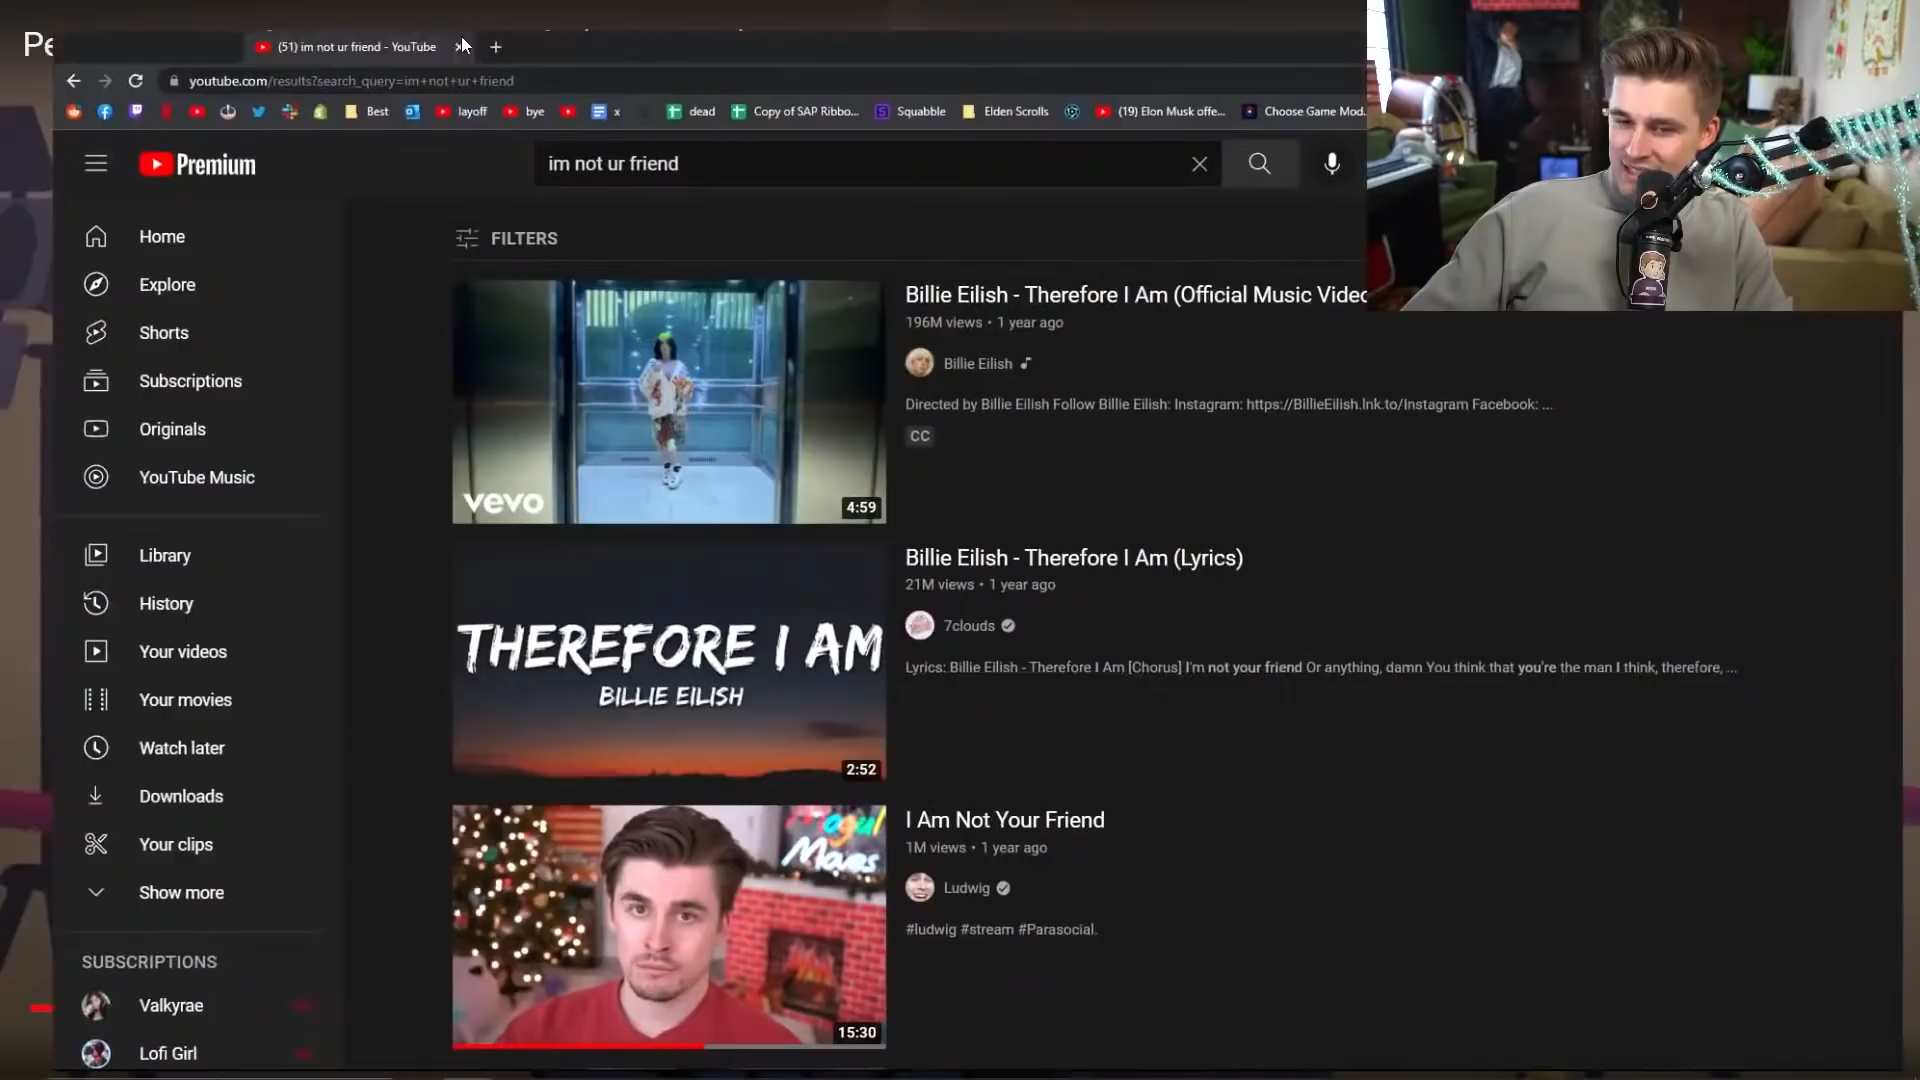 Pe
(51) im not ur friend - YouTube
youtube.com/results?search_query=im+not+ur+friend
Best
layoff
bye
x
dead
Copy of SAP Ribbo...
Squabble
Elden Scrolls
(19) Elon Musk offe...
Choose Game Mod.
Premium
im not ur friend
Home
Explore
Shorts
Subscriptions
Originals
YouTube Music
Library
History
Your videos
Your movies
Watch later
Downloads
Your clips
Show more
SUBSCRIPTIONS
Valkyrae
Lofi Girl
FILTERS
vevo
4:59
Billie Eilish - Therefore I Am (Official Music Video
196M views • 1 year ago
Billie Eilish
Directed by Billie Eilish Follow Billie Eilish: Instagram: https://BillieEilish.lnk.to/Instagram Facebook: ...
CC
THEREFORE I AM
BILLIE EILISH
2:52
Billie Eilish - Therefore I Am (Lyrics)
21M views • 1 year ago
7clouds
Lyrics: Billie Eilish - Therefore I Am [Chorus] I'm not your friend Or anything, damn You think that you're the man I think, therefore, ...
Mogul
Moves
15:30
I Am Not Your Friend
1M views • 1 year ago
Ludwig
#ludwig #stream #Parasocial.